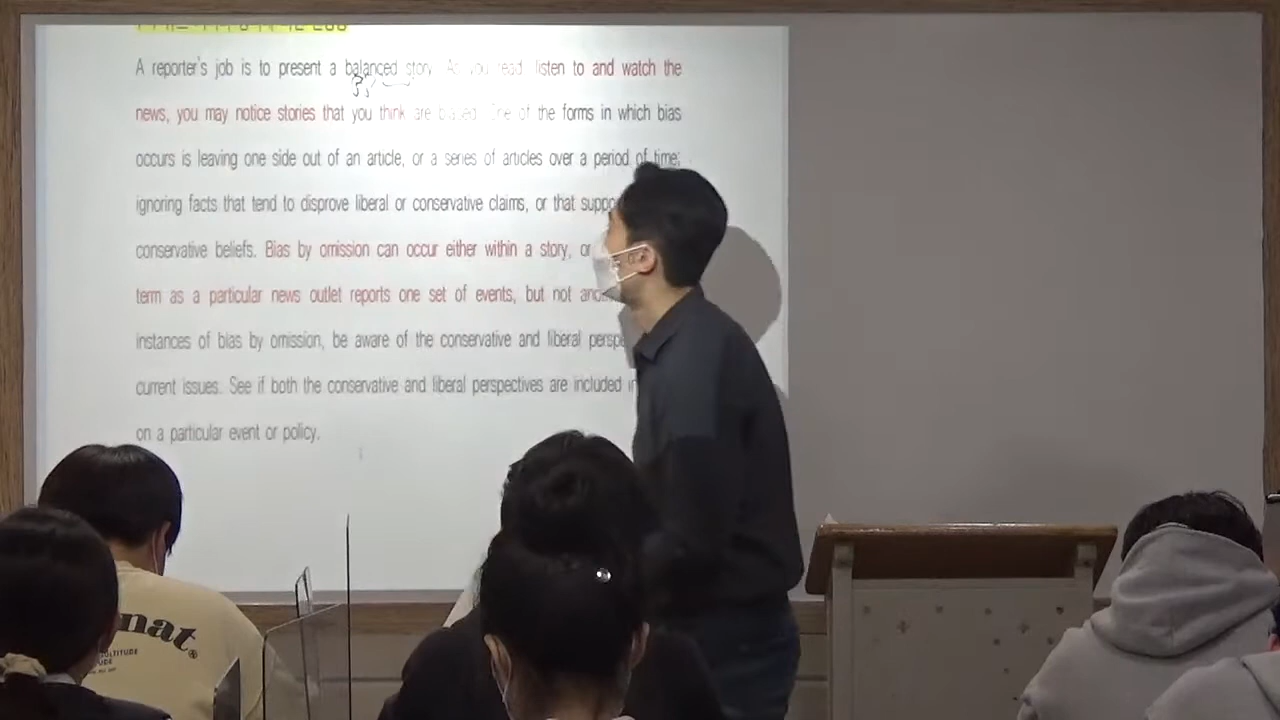 A reporter's job is to present a balanced story. As you read, listen to and watch the
news, you may notice stories that you think are biased. One of the forms in which bias
occurs is leaving one side out of an article, or a series of articles over a period of time;
ignoring facts that tend to disprove liberal or conservative claims, or that
conservative beliefs. Bias by omission can occur either within a story, or
term as a particular news outlet reports one set of events, but not
instances of bias by omission, be aware of the conservative and liberal
current issues. See if both the conservative and liberal perspectives are included
on a particular event or policy.